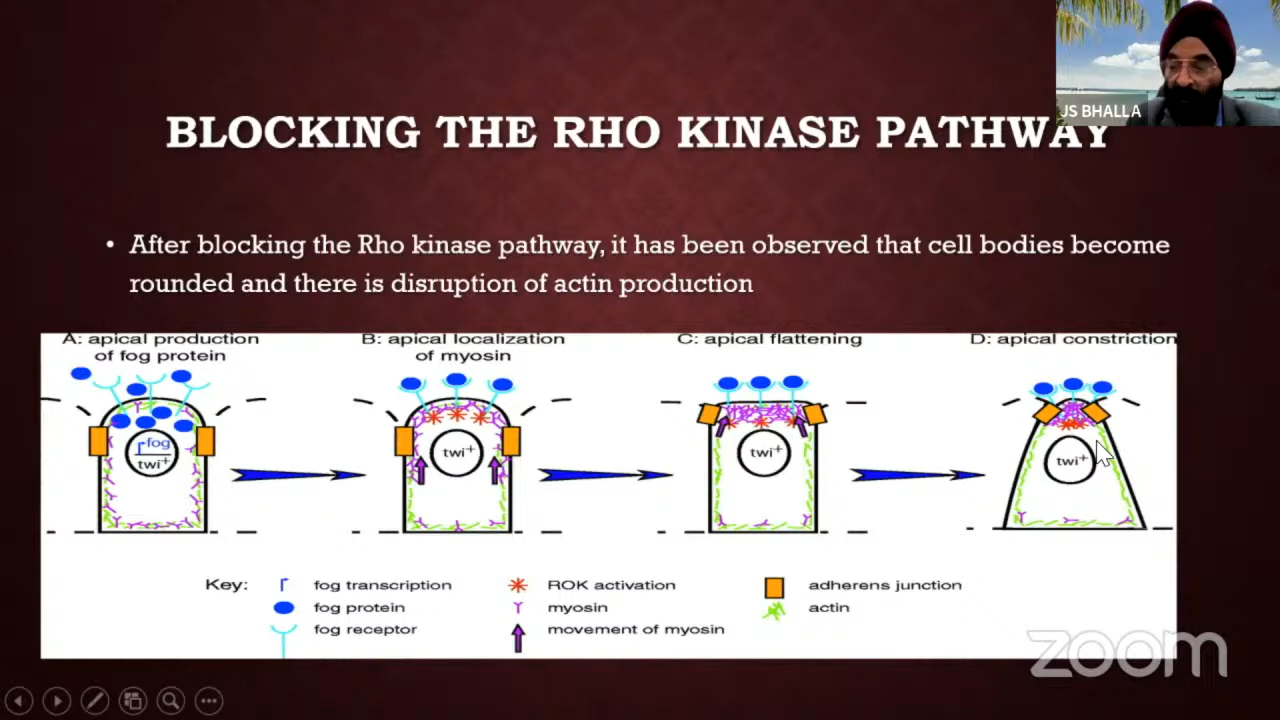 JS BHALLA
BLOCKING THE RHO KINASE PATHWAY
• After blocking the Rho kinase pathway, it has been observed that cell bodies become
rounded and there is disruption of actin production
A: apical production
of fog protein
B: apical localization
of myosin
C: apical flattening
D: apical constriction
fog
twi+
twi+
twi+
twi+
Key:
fog transcription
ROK activation
adherens junction
fog protein
myosin
actin
fog receptor
movement of myosin
zoom